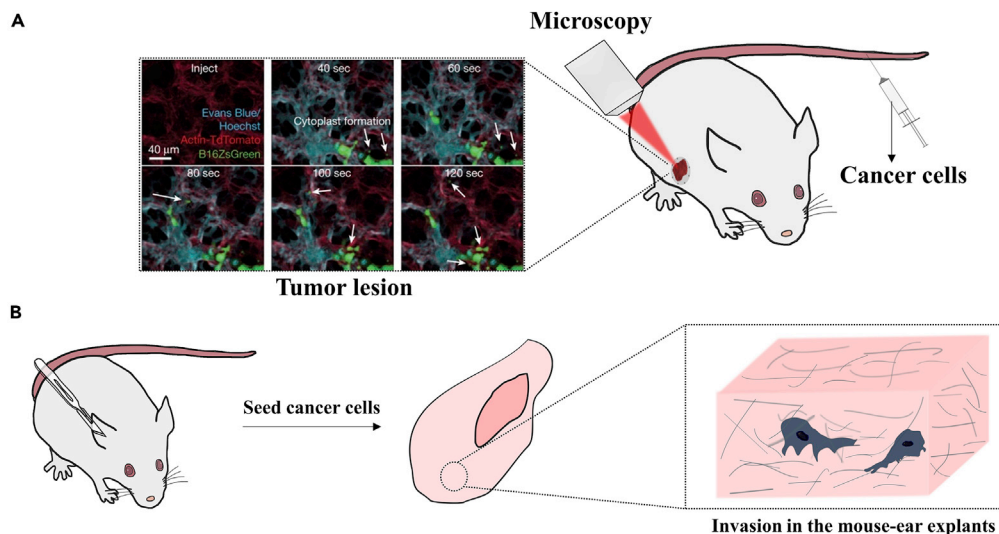 A
Microscopy
Inject
40 sec
60 sec
Evans Blue/
Hoechst
Actin-TdTomato
B16ZsGreen
40 μm
Cytoplast formation
80 sec
100 sec
120 sec
Cancer cells
Tumor lesion
B
Seed cancer cells
Invasion in the mouse-ear explants